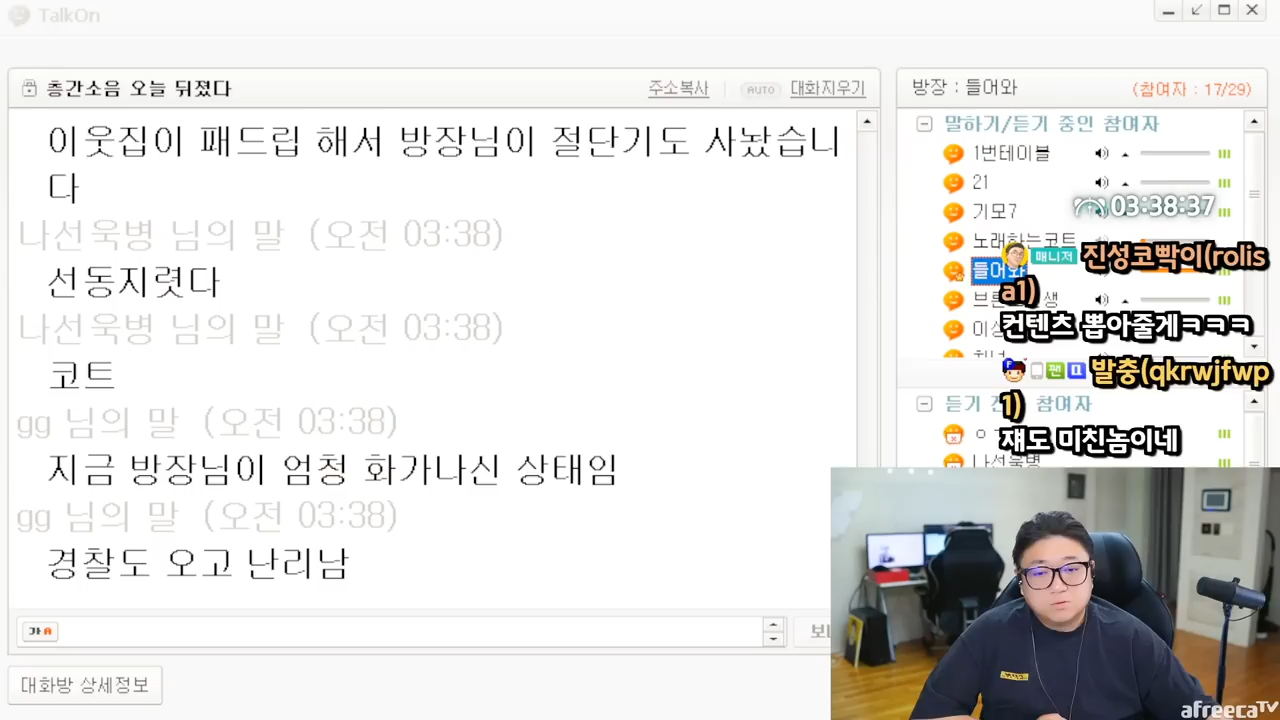 TalkOn
층간소음 오늘 뒤졌다
주소복사
AUTO
대화지우기
이웃집이 패드립 해서 방장님이 절단기도 사놨습니
다
나선욱병 님의 말 (오전 03:38)
선동지렷다
나선욱병 님의 말 (오전 03:38)
코트
gg 님의 말 (오전 03:38)
지금 방장님이 엄청 화가나신 상태임
gg 님의 말 (오전 03:38)
경찰도 오고 난리남
가A
대화방 상세정보
방장 : 들어와
(참여자 : 17/29)
말하기/듣기 중인 참여자
1번테이블
21
기모7
03:38:37
노래하는코트
들어와
매니저 진성코빡이(rolis
a1)
컨텐츠 뽑아줄게ㅋㅋㅋ
F 팬 발충(qkrwjfwp
1)
쟤도 미친놈이네
듣기 참여자
나선욱병
afreecaTV